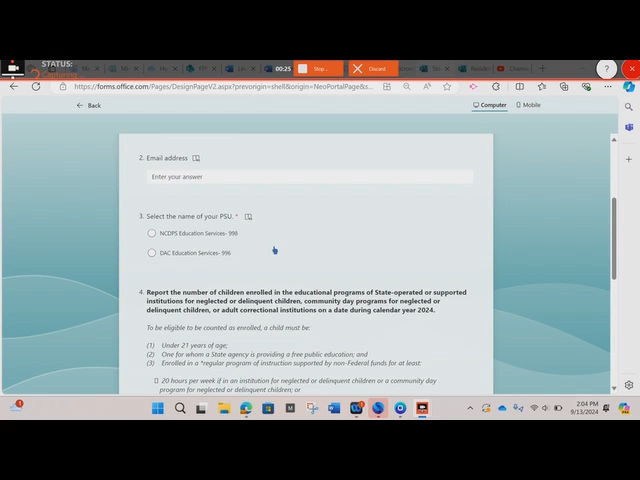 STATUS:
00:25
Stop...
Discard
https://forms.office.com/Pages/DesignPageV2.aspx?prevorigin=shell&origin=NeoPortalPage&s...
Back
Computer
Mobile
2. Email address
Enter your answer
3. Select the name of your PSU. *
NCDPS Education Services- 998
DAC Education Services- 996
4. Report the number of children enrolled in the educational programs of State-operated or supported
institutions for neglected or delinquent children, community day programs for neglected or
delinquent children, or adult correctional institutions on a date during calendar year 2024.
To be eligible to be counted as enrolled, a child must be:
(1) Under 21 years of age;
(2) One for whom a State agency is providing a free public education; and
(3) Enrolled in a *regular program of instruction supported by non-Federal funds for at least:
20 hours per week if in an institution for neglected or delinquent children or a community day
program for neglected or delinquent children; or
2:04 PM
9/13/2024